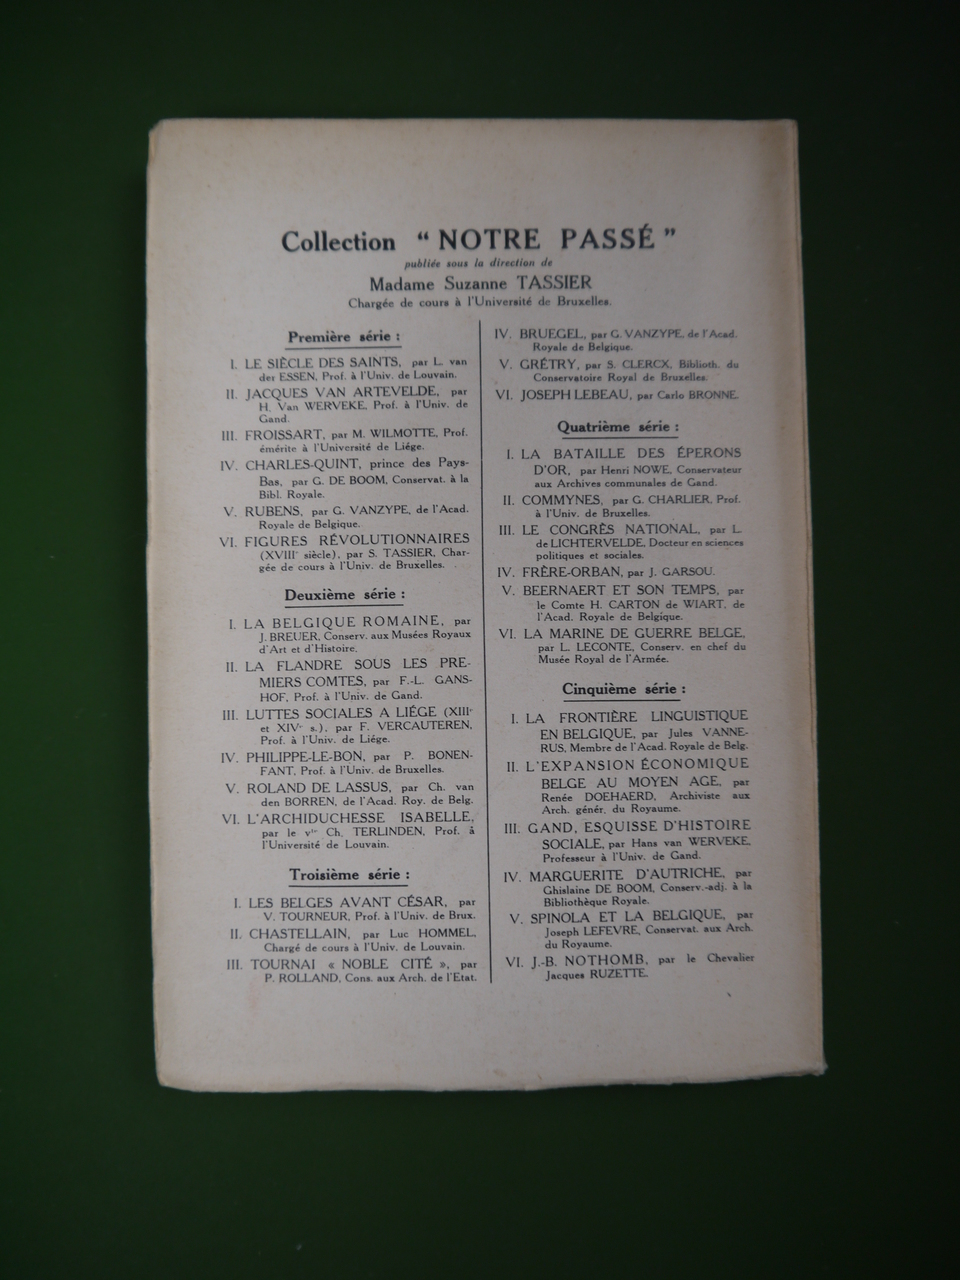 Collection “ NOTRE PASSÉ ”
publiée sous la direction de
Madame Suzanne TASSIER
Chargée de cours à l'Université de Bruxelles.
Première série :
I. LE SIÈCLE DES SAINTS, par L. van
der ESSEN, Prof. à l'Univ. de Louvain.
II. JACQUES VAN ARTEVELDE, par
H. Van WERVEKE, Prof. à l'Univ. de
Gand.
III. FROISSART, par M. WILMOTTE, Prof.
émérite à l'Université de Liége.
IV. CHARLES-QUINT, prince des Pays-
Bas, par G. DE BOOM, Conservat. à la
Bibl. Royale.
V. RUBENS, par G. VANZYPE, de l'Acad.
Royale de Belgique.
VI. FIGURES RÉVOLUTIONNAIRES
(XVIIIe siècle), par S. TASSIER, Char-
gée de cours à l'Univ. de Bruxelles.
Deuxième série :
I. LA BELGIQUE ROMAINE, par
J. BREUER, Conserv. aux Musées Royaux
d'Art et d'Histoire.
II. LA FLANDRE SOUS LES PRE-
MIERS COMTES, par F.-L. GANS-
HOF, Prof. à l'Univ. de Gand.
III. LUTTES SOCIALES A LIÉGE (XIIIe
et XIVe s.), par F. VERCAUTEREN,
Prof. à l'Univ. de Liége.
IV. PHILIPPE-LE-BON, par P. BONEN-
FANT, Prof. à l'Univ. de Bruxelles.
V. ROLAND DE LASSUS, par Ch. van
den BORREN, de l'Acad. Roy. de Belg.
VI. L'ARCHIDUCHESSE ISABELLE,
par le vte Ch. TERLINDEN, Prof. à
l'Université de Louvain.
Troisième série :
I. LES BELGES AVANT CÉSAR, par
V. TOURNEUR, Prof. à l'Univ. de Brux.
II. CHASTELLAIN, par Luc HOMMEL,
Chargé de cours à l'Univ. de Louvain.
III. TOURNAI « NOBLE CITÉ », par
P. ROLLAND, Cons. aux Arch. de l'Etat.
IV. BRUEGEL, par G. VANZYPE, de l'Acad.
Royale de Belgique.
V. GRÉTRY, par S. CLERCX, Biblioth. du
Conservatoire Royal de Bruxelles.
VI. JOSEPH LEBEAU, par Carlo BRONNE.
Quatrième série :
I. LA BATAILLE DES ÉPERONS
D'OR, par Henri NOWE, Conservateur
aux Archives communales de Gand.
II. COMMYNES, par G. CHARLIER, Prof.
à l'Univ. de Bruxelles.
III. LE CONGRÈS NATIONAL, par L.
de LICHTERVELDE, Docteur en sciences
politiques et sociales.
IV. FRÈRE-ORBAN, par J. GARSOU.
V. BEERNAERT ET SON TEMPS, par
le Comte H. CARTON de WIART, de
l'Acad. Royale de Belgique.
VI. LA MARINE DE GUERRE BELGE,
par L. LECONTE, Conserv. en chef du
Musée Royal de l'Armée.
Cinquième série :
I. LA FRONTIÈRE LINGUISTIQUE
EN BELGIQUE, par Jules VANNE-
RUS, Membre de l'Acad. Royale de Belg.
II. L'EXPANSION ÉCONOMIQUE
BELGE AU MOYEN AGE, par
Renée DOEHAERD, Archiviste aux
Arch. génér. du Royaume.
III. GAND, ESQUISSE D'HISTOIRE
SOCIALE, par Hans van WERVEKE,
Professeur à l'Univ. de Gand.
IV. MARGUERITE D'AUTRICHE, par
Ghislaine DE BOOM, Conserv.-adj. à la
Bibliothèque Royale.
V. SPINOLA ET LA BELGIQUE, par
Joseph LEFEVRE, Conservat. aux Arch.
du Royaume.
VI. J.-B. NOTHOMB, par le Chevalier
Jacques RUZETTE.